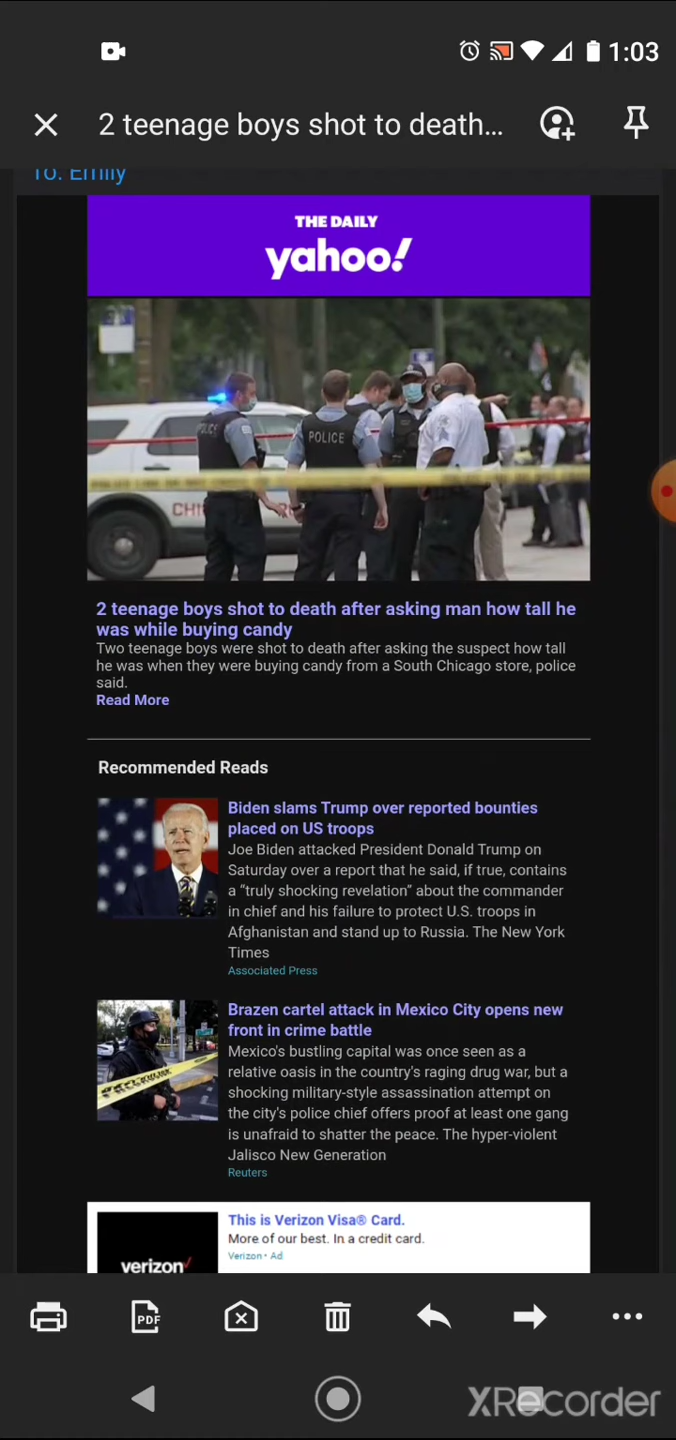 1:03
2 teenage boys shot to death...
To: Emily
THE DAILY
yahoo!
POLICE
POLICE
CHI
2 teenage boys shot to death after asking man how tall he
was while buying candy
Two teenage boys were shot to death after asking the suspect how tall
he was when they were buying candy from a South Chicago store, police
said.
Read More
Recommended Reads
Biden slams Trump over reported bounties
placed on US troops
Joe Biden attacked President Donald Trump on
Saturday over a report that he said, if true, contains
a “truly shocking revelation” about the commander
in chief and his failure to protect U.S. troops in
Afghanistan and stand up to Russia. The New York
Times
Associated Press
Brazen cartel attack in Mexico City opens new
front in crime battle
Mexico's bustling capital was once seen as a
relative oasis in the country's raging drug war, but a
shocking military-style assassination attempt on
the city's police chief offers proof at least one gang
is unafraid to shatter the peace. The hyper-violent
Jalisco New Generation
Reuters
This is Verizon Visa® Card.
More of our best. In a credit card.
Verizon • Ad
verizon
PDF
XRecorder